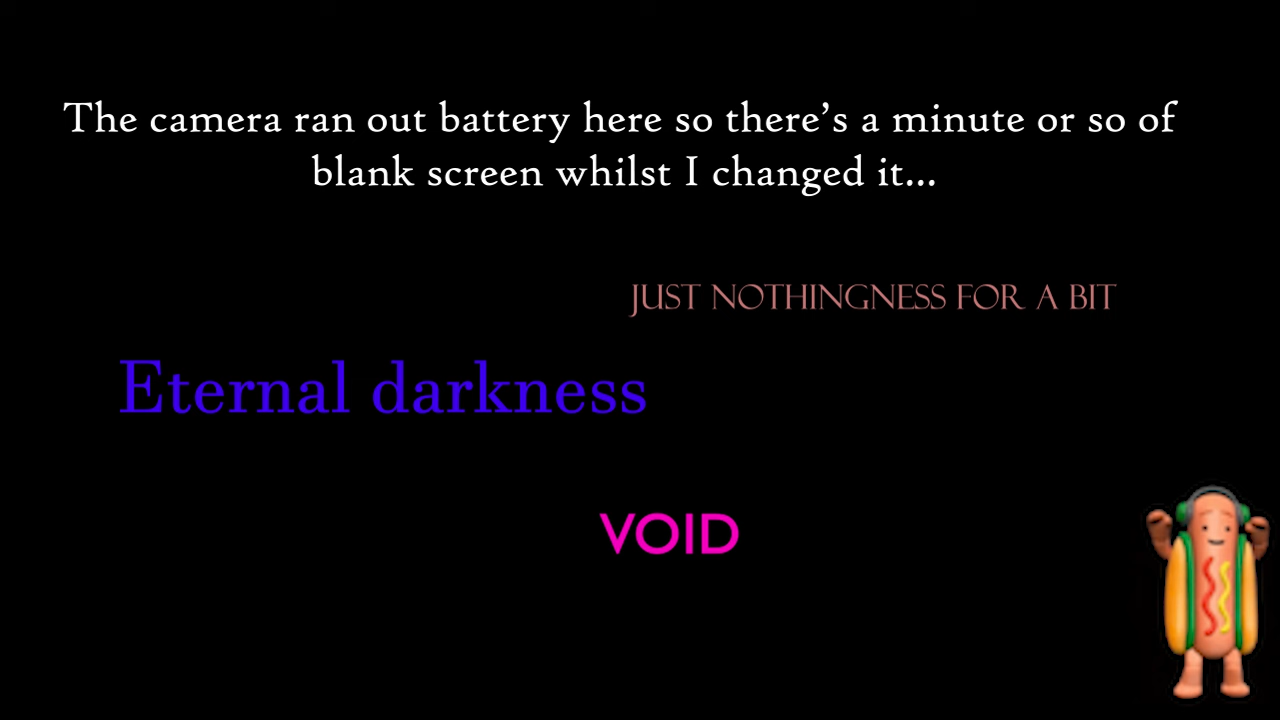 The camera ran out battery here so there’s a minute or so of
blank screen whilst I changed it...
JUST NOTHINGNESS FOR A BIT
Eternal darkness
VOID